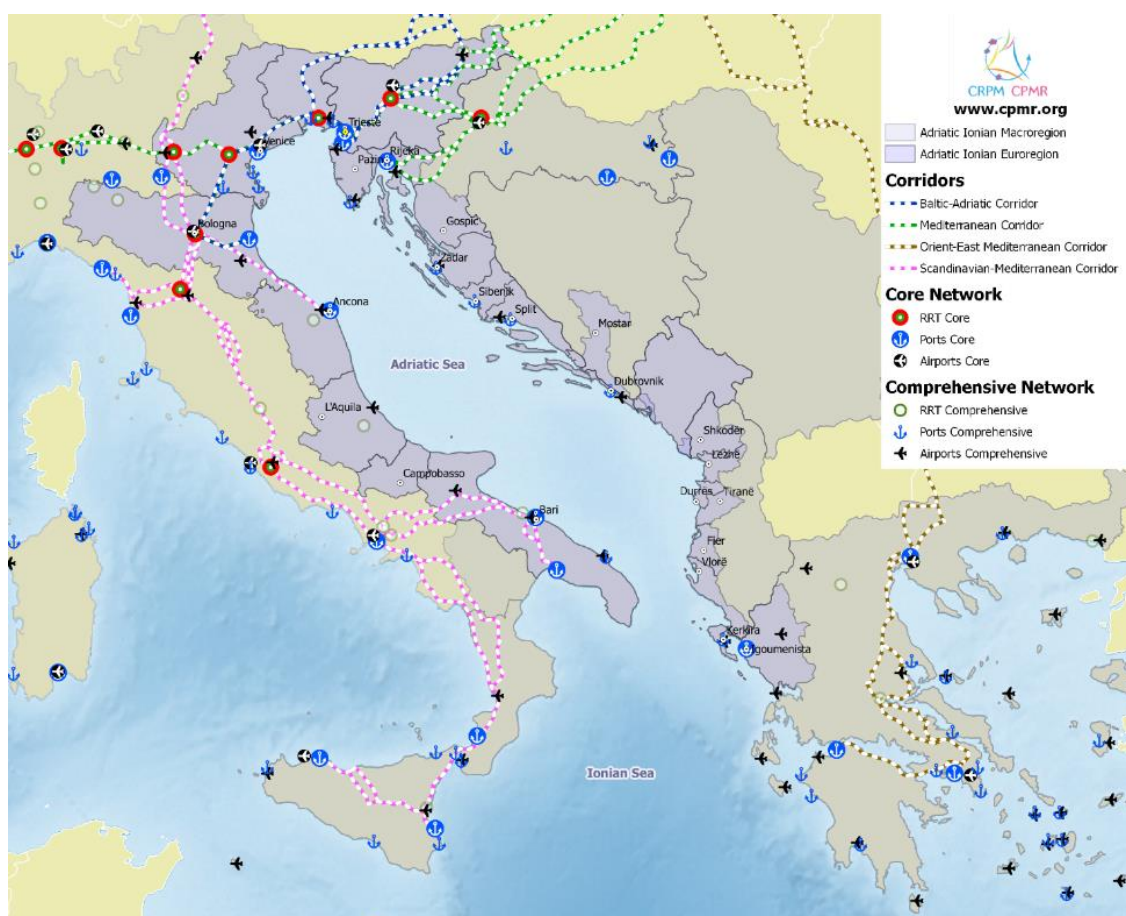 CRPM CPMR
www.cpmr.org
Adriatic Ionian Macroregion
Adriatic Ionian Euroregion
Corridors
Baltic-Adriatic Corridor
Mediterranean Corridor
Orient-East Mediterranean Corridor
Scandinavian-Mediterranean Corridor
Core Network
RRT Core
Ports Core
Airports Core
Comprehensive Network
RRT Comprehensive
Ports Comprehensive
Airports Comprehensive
Trieste
Venice
Rijeka
Pazin
Bologna
Gospić
Zadar
Ancona
Sibenik
Split
Mostar
Adriatic Sea
Dubrovnik
L'Aquila
Shkodër
Lezhë
Campobasso
Durrës
Tiranë
Bari
Fier
Vlorë
Kerkira
Igoumenista
Ionian Sea